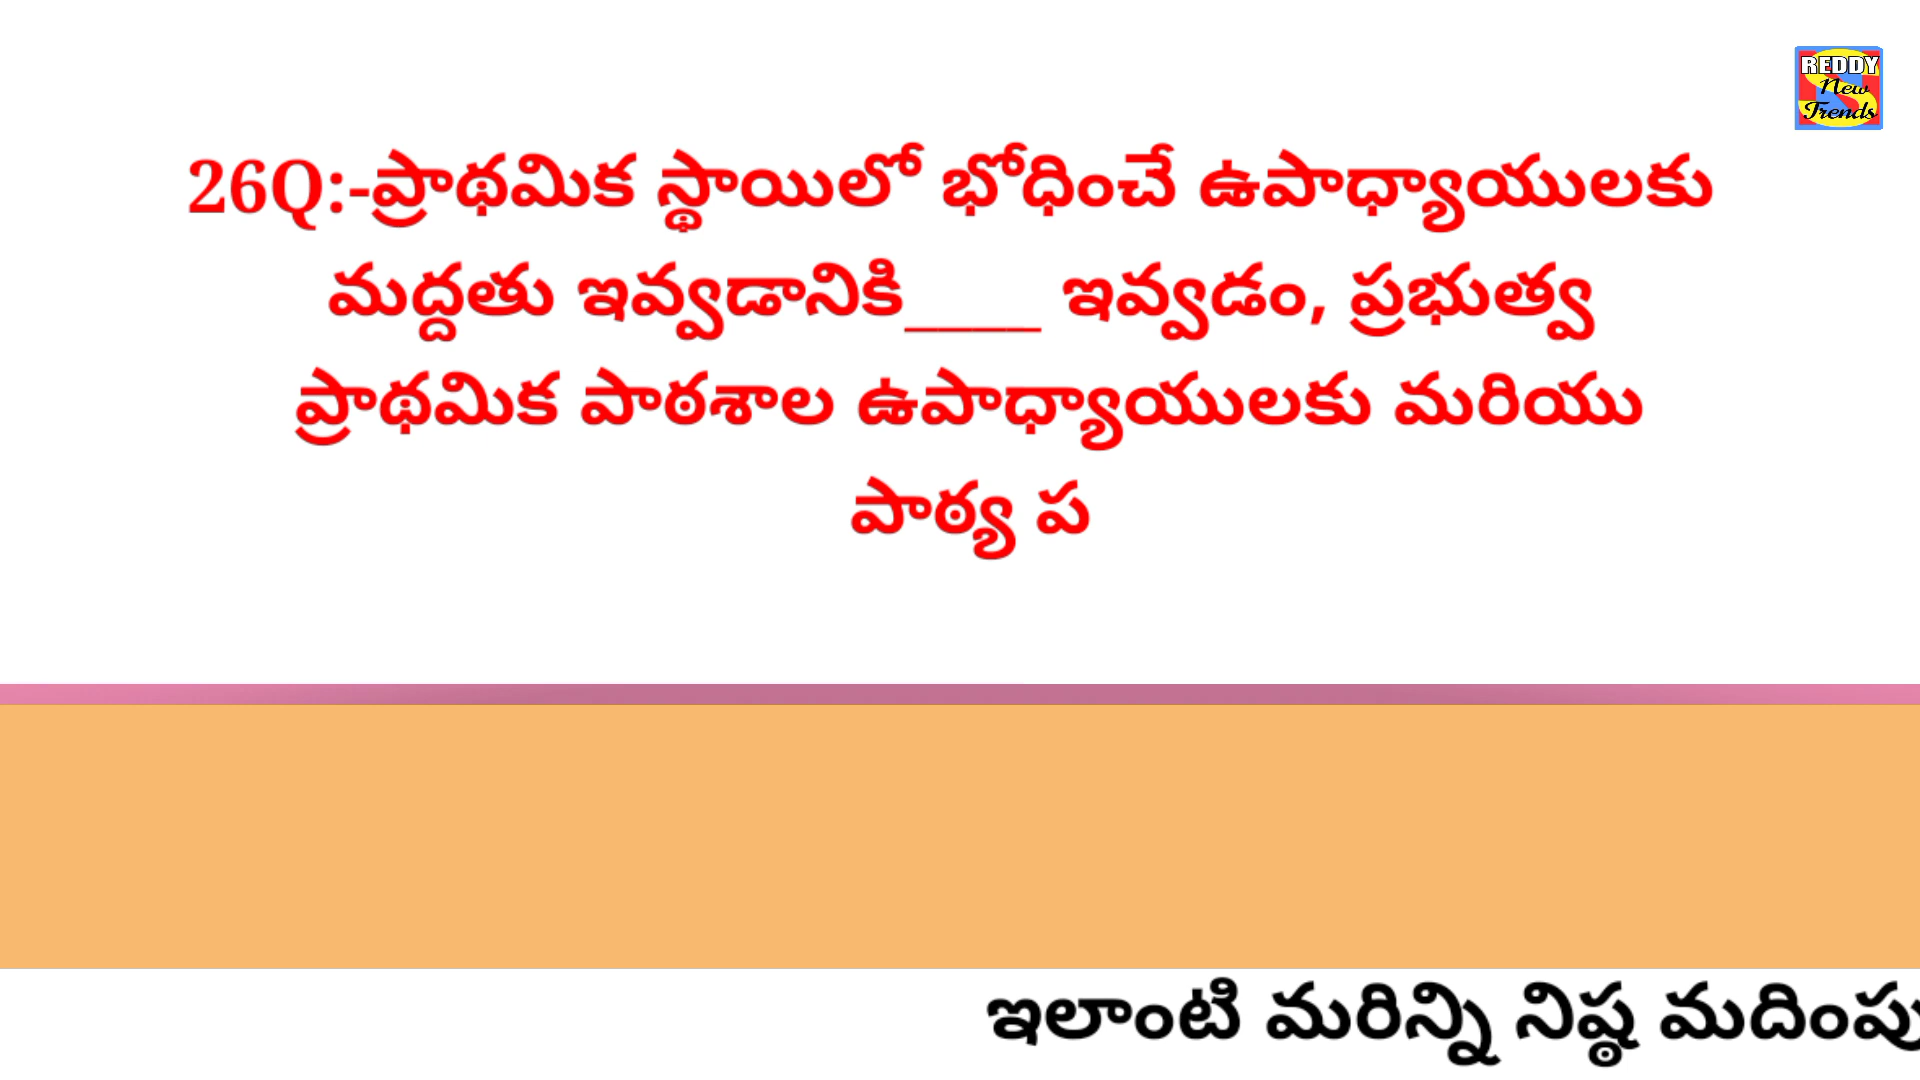 REDDY
New
Trends
26Q:-ప్రాథమిక స్థాయిలో భోధించే ఉపాధ్యాయులకు
మద్దతు ఇవ్వడానికి____ ఇవ్వడం, ప్రభుత్వ
ప్రాథమిక పాఠశాల ఉపాధ్యాయులకు మరియు
పాఠ్య ప
ఇలాంటి మరిన్ని నిష్ఠ మదింపు